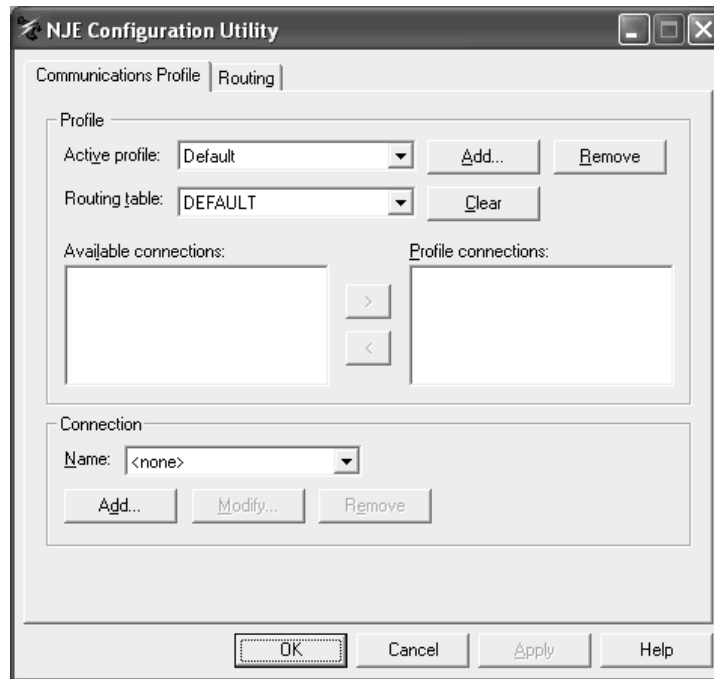 NJE Configuration Utility
Communications Profile
Routing
Profile
Active profile: Default Add... Remove
Routing table: DEFAULT Clear
Available connections: Profile connections:
>
<
Connection
Name: <none>
Add... Modify... Remove
OK Cancel Apply Help